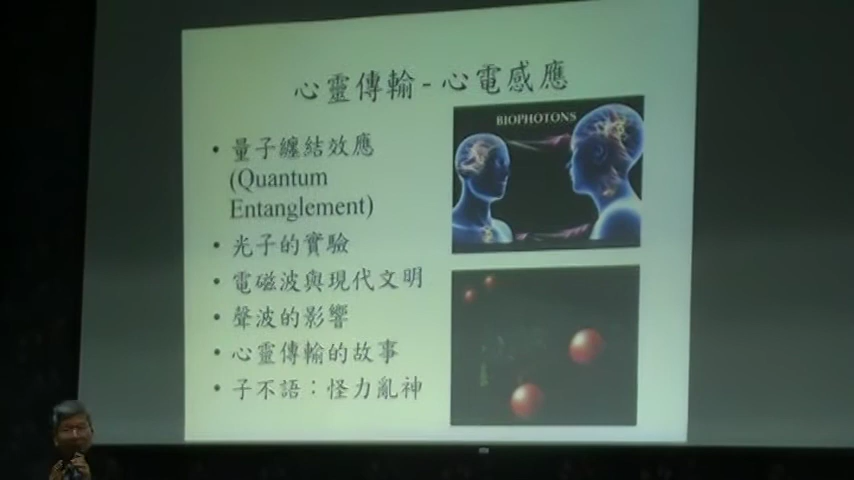 心靈傳輸 - 心電感應
• 量子纏結效應
(Quantum
Entanglement)
• 光子的實驗
• 電磁波與現代文明
• 聲波的影響
• 心靈傳輸的故事
• 子不語：怪力亂神
BIOPHOTONS